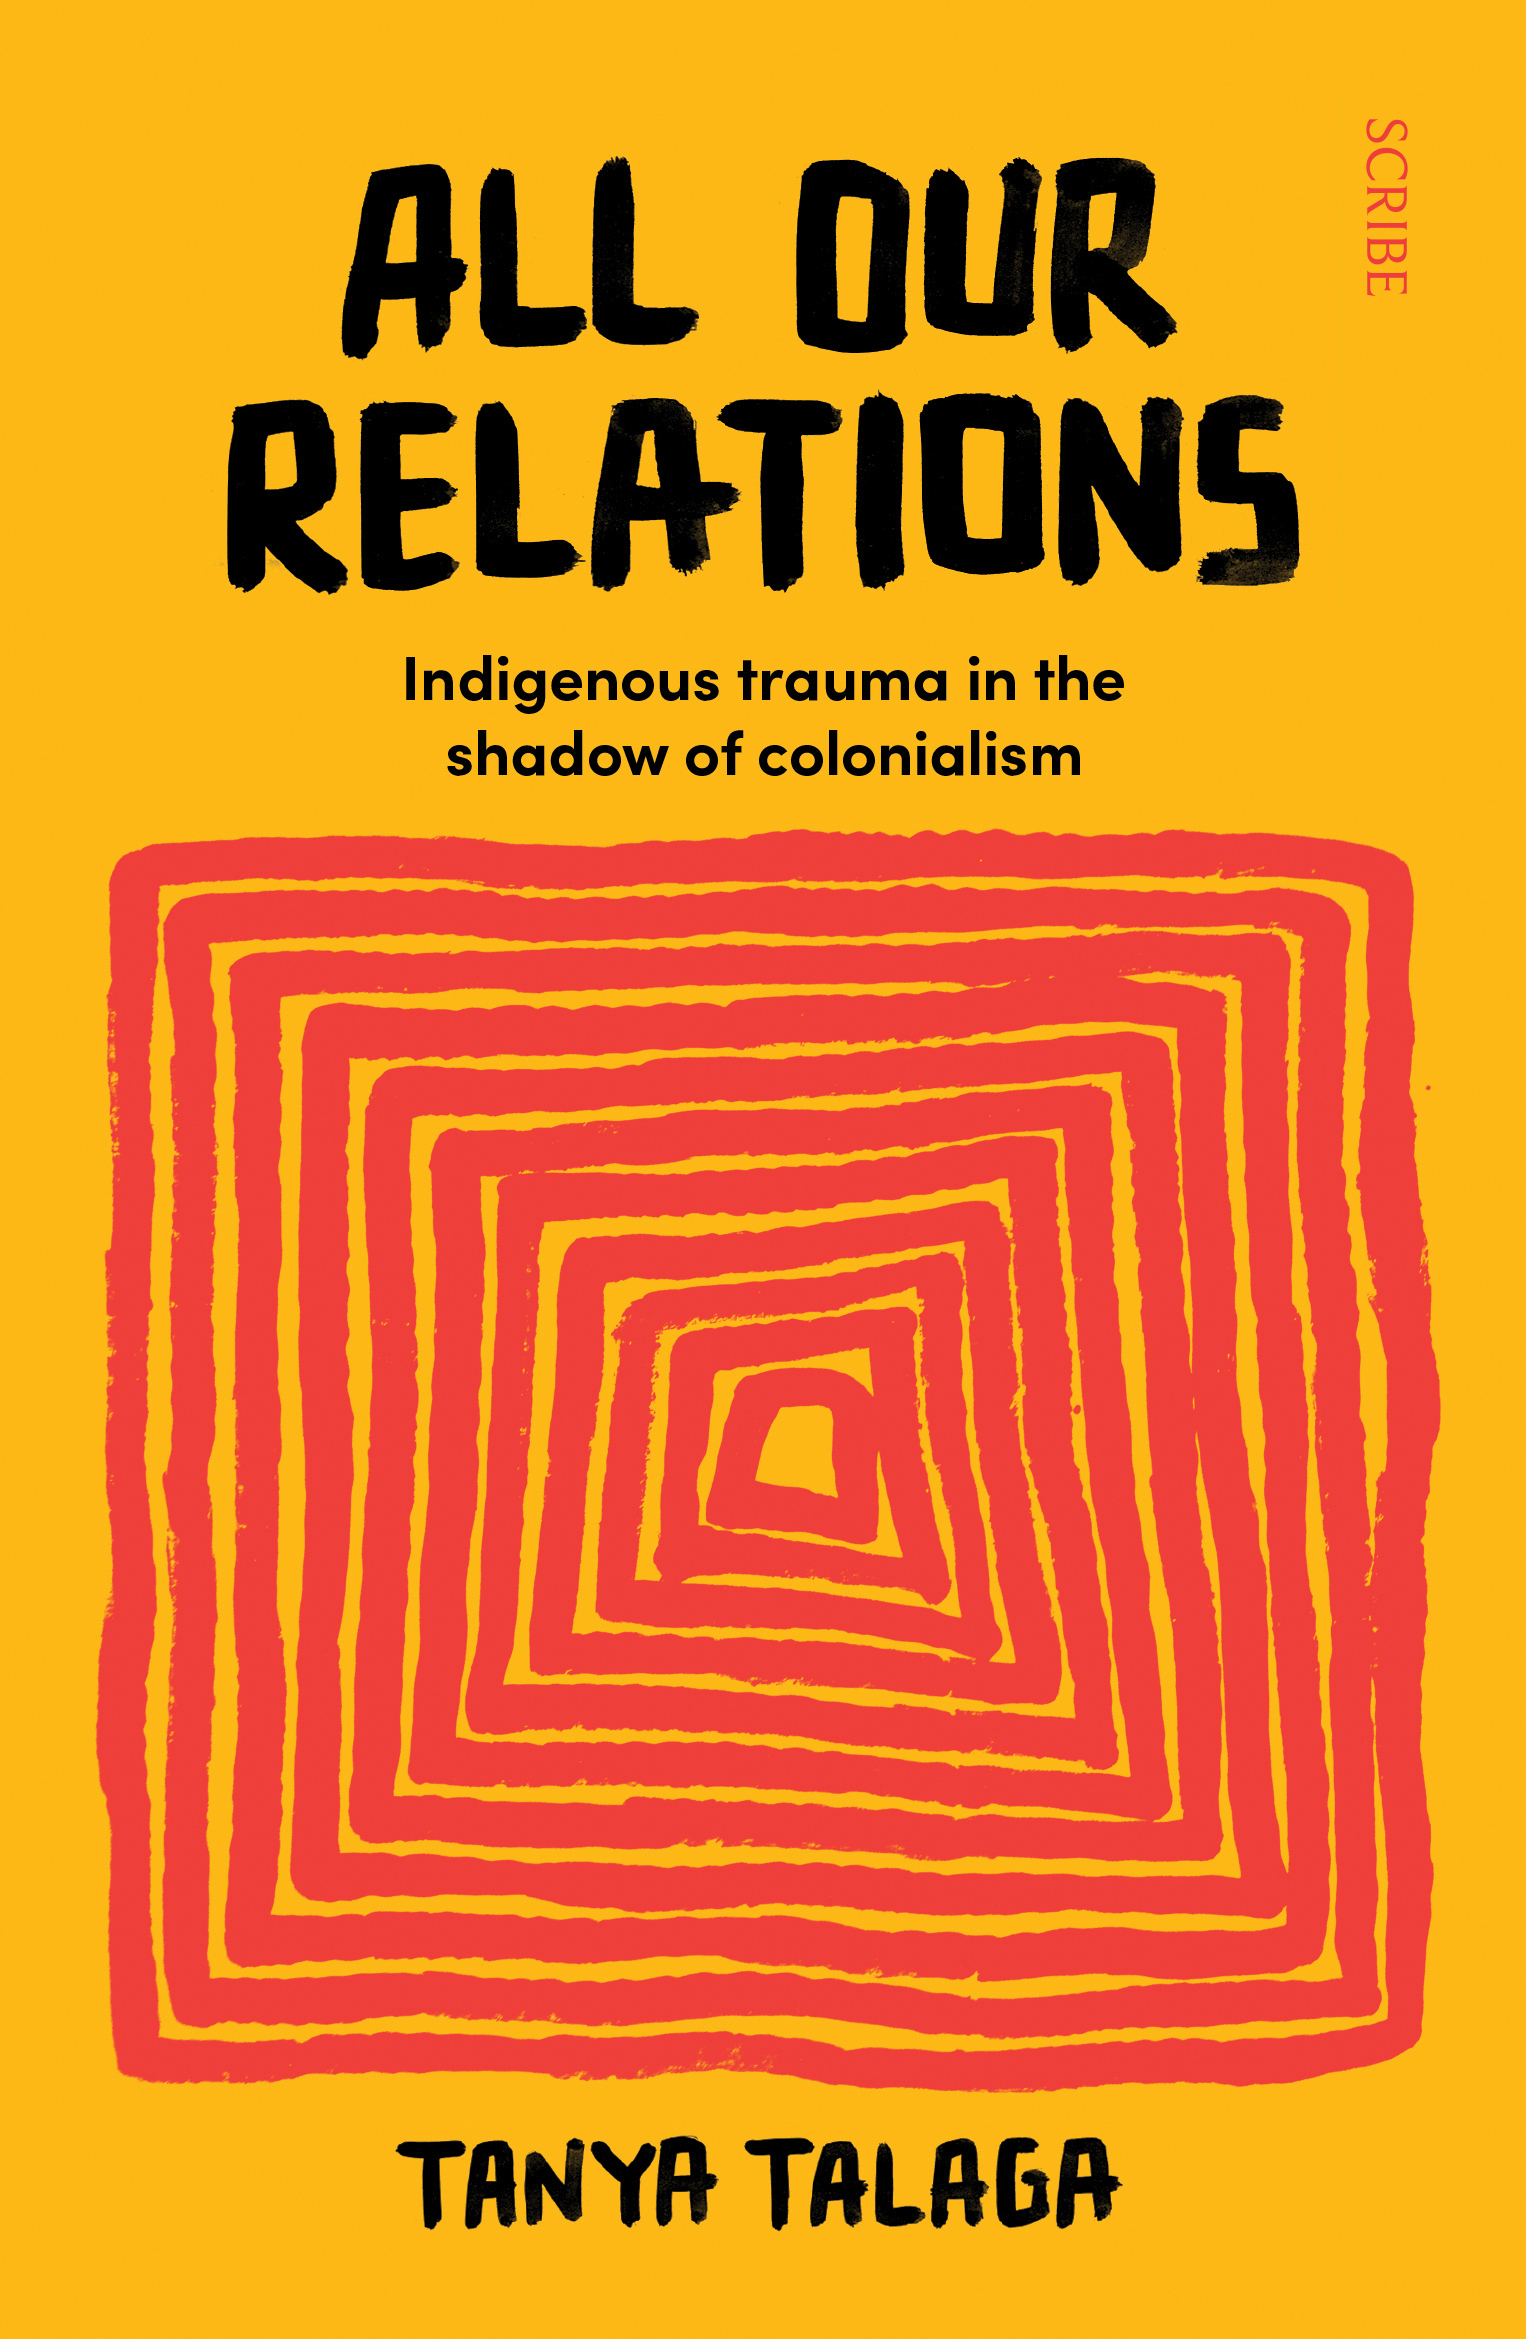 SCRIBE
ALL OUR
RELATIONS
Indigenous trauma in the
shadow of colonialism
TANYA TALAGA